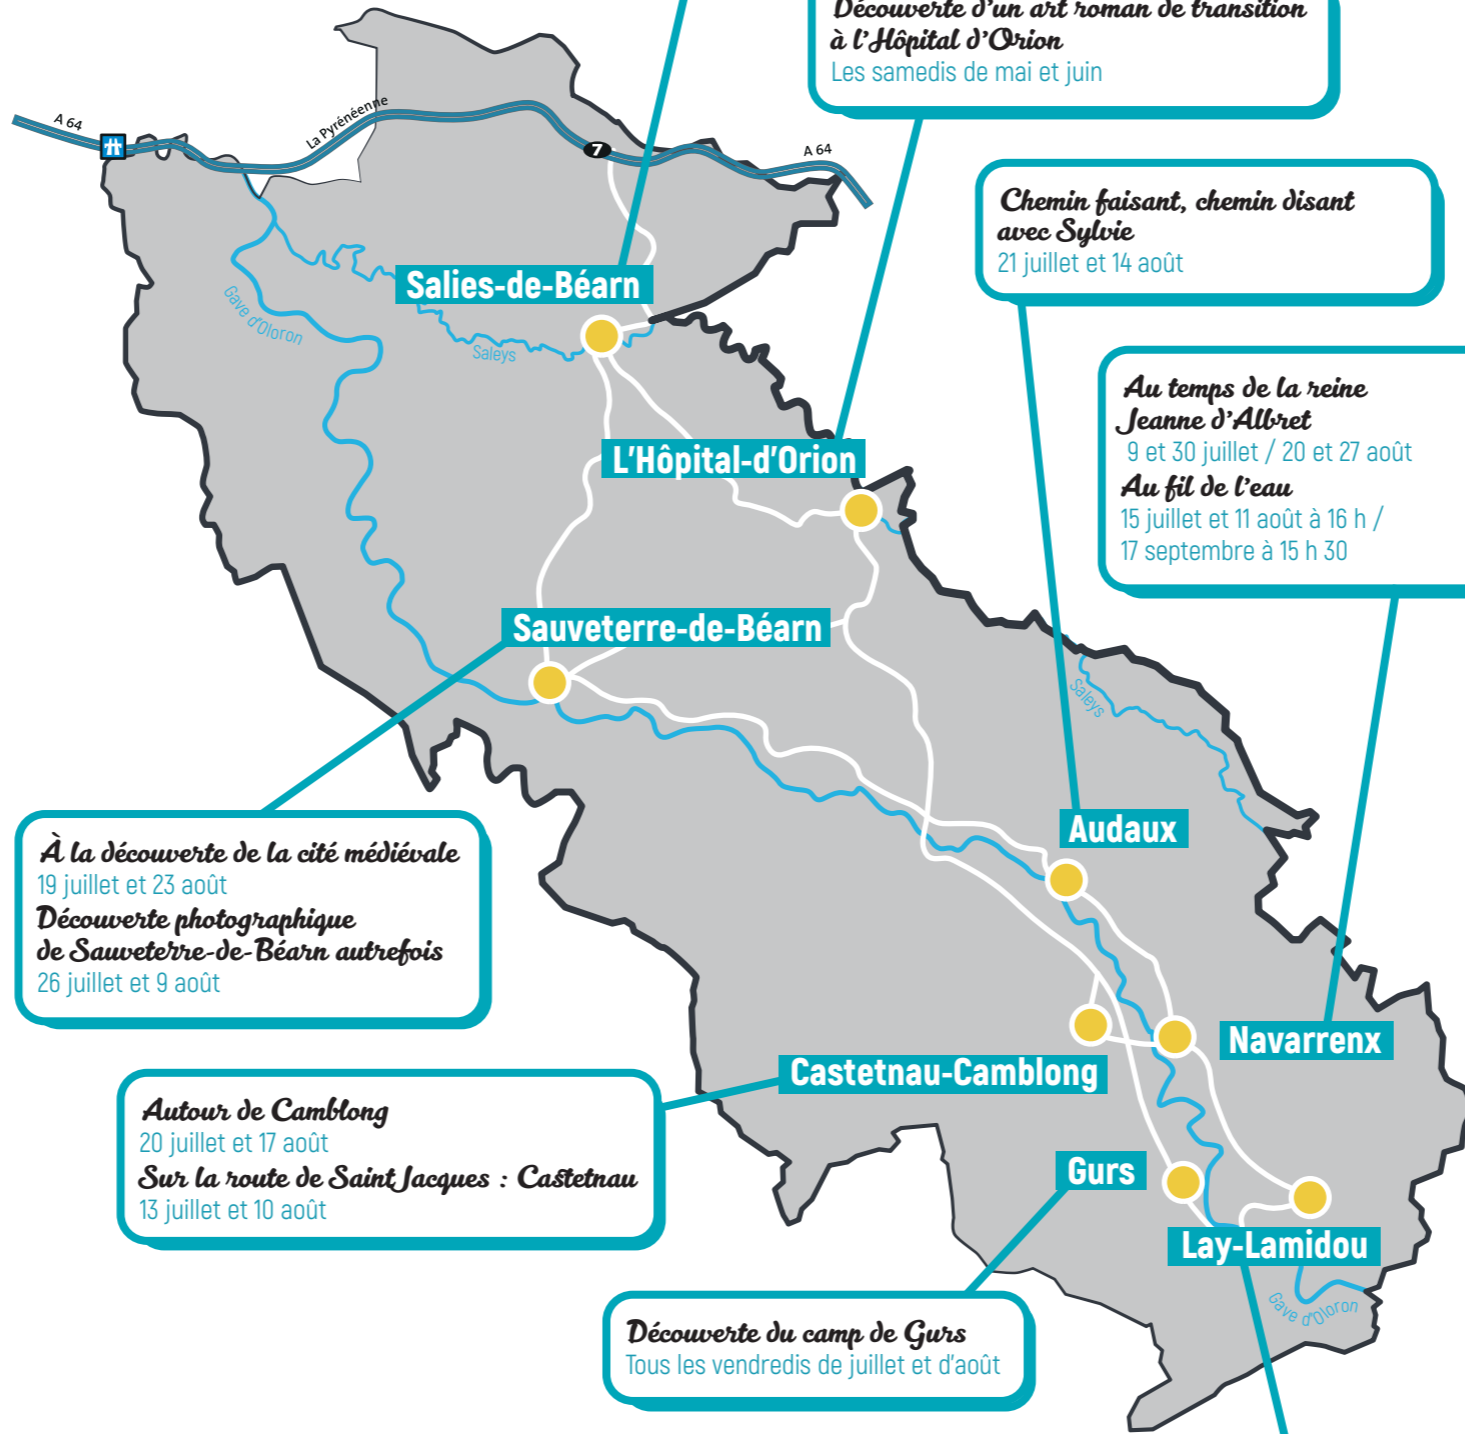 Découverte d'un art roman de transition
à l'Hôpital d'Orion
Les samedis de mai et juin
A 64
La Pyrénéenne
7
A 64
Chemin faisant, chemin disant
avec Sylvie
21 juillet et 14 août
Salies-de-Béarn
Gave d'Oloron
Saleys
Au temps de la reine
Jeanne d'Albret
9 et 30 juillet / 20 et 27 août
Au fil de l'eau
15 juillet et 11 août à 16 h /
17 septembre à 15 h 30
L'Hôpital-d'Orion
Sauveterre-de-Béarn
Saleys
Audaux
À la découverte de la cité médiévale
19 juillet et 23 août
Découverte photographique
de Sauveterre-de-Béarn autrefois
26 juillet et 9 août
Navarrenx
Castetnau-Camblong
Autour de Camblong
20 juillet et 17 août
Sur la route de Saint Jacques : Castetnau
13 juillet et 10 août
Gurs
Lay-Lamidou
Gave d'Oloron
Découverte du camp de Gurs
Tous les vendredis de juillet et d'août